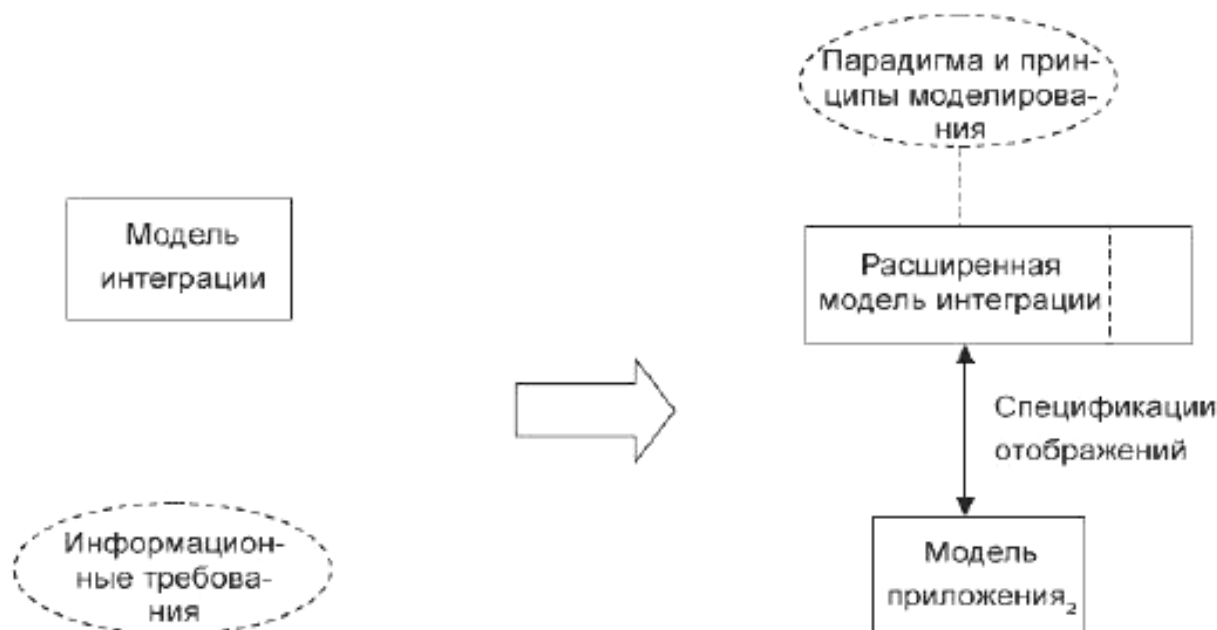 Парадигма и прин-
ципы моделирова-
ния
Модель
интеграции
Расширенная
модель интеграции
Спецификации
отображений
Информацион-
ные требова-
ния
Модель
приложения₂